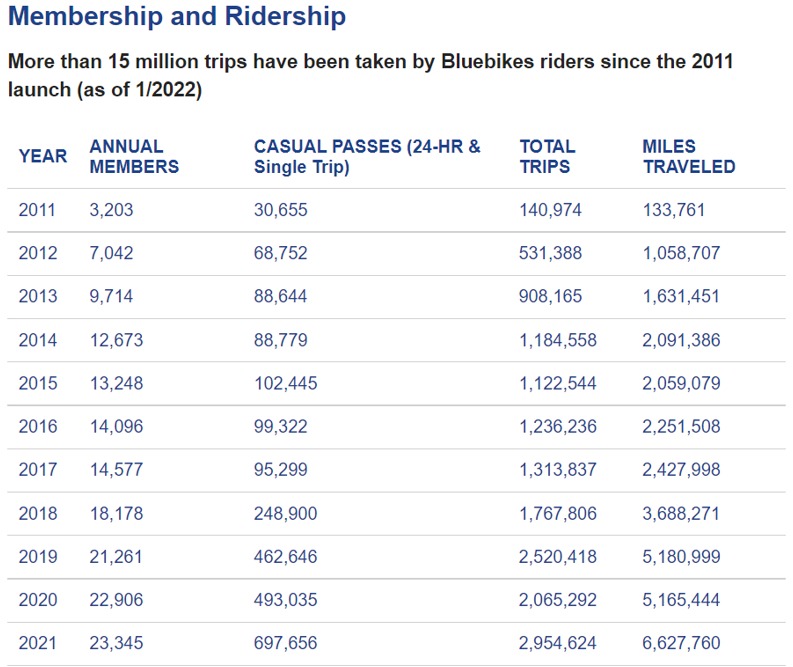 Membership and Ridership
More than 15 million trips have been taken by Bluebikes riders since the 2011
launch (as of 1/2022)
YEAR ANNUAL MEMBERS CASUAL PASSES (24-HR & Single Trip) TOTAL TRIPS MILES TRAVELED
2011 3,203 30,655 140,974 133,761
2012 7,042 68,752 531,388 1,058,707
2013 9,714 88,644 908,165 1,631,451
2014 12,673 88,779 1,184,558 2,091,386
2015 13,248 102,445 1,122,544 2,059,079
2016 14,096 99,322 1,236,236 2,251,508
2017 14,577 95,299 1,313,837 2,427,998
2018 18,178 248,900 1,767,806 3,688,271
2019 21,261 462,646 2,520,418 5,180,999
2020 22,906 493,035 2,065,292 5,165,444
2021 23,345 697,656 2,954,624 6,627,760